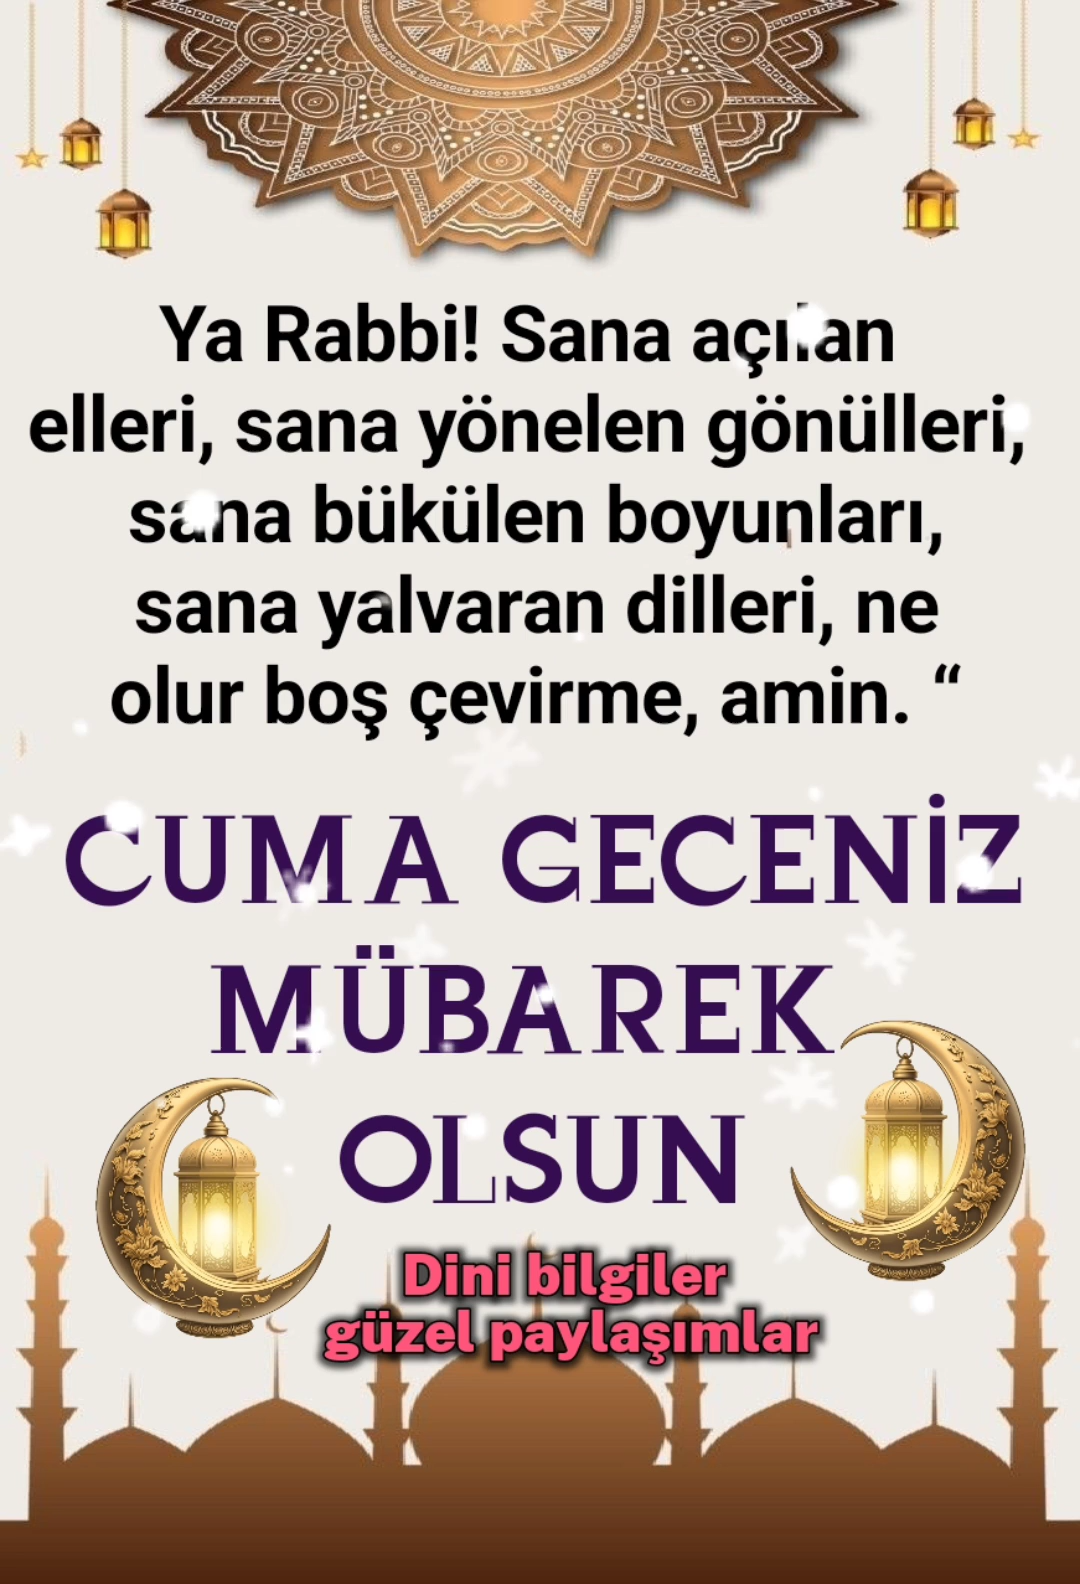 Ya Rabbi! Sana açılan
elleri, sana yönelen gönülleri,
sana bükülen boyunları,
sana yalvaran dilleri, ne
olur boş çevirme, amin. “
CUMA GECENİZ
MÜBAREK
OLSUN
Dini bilgiler
güzel paylaşımlar